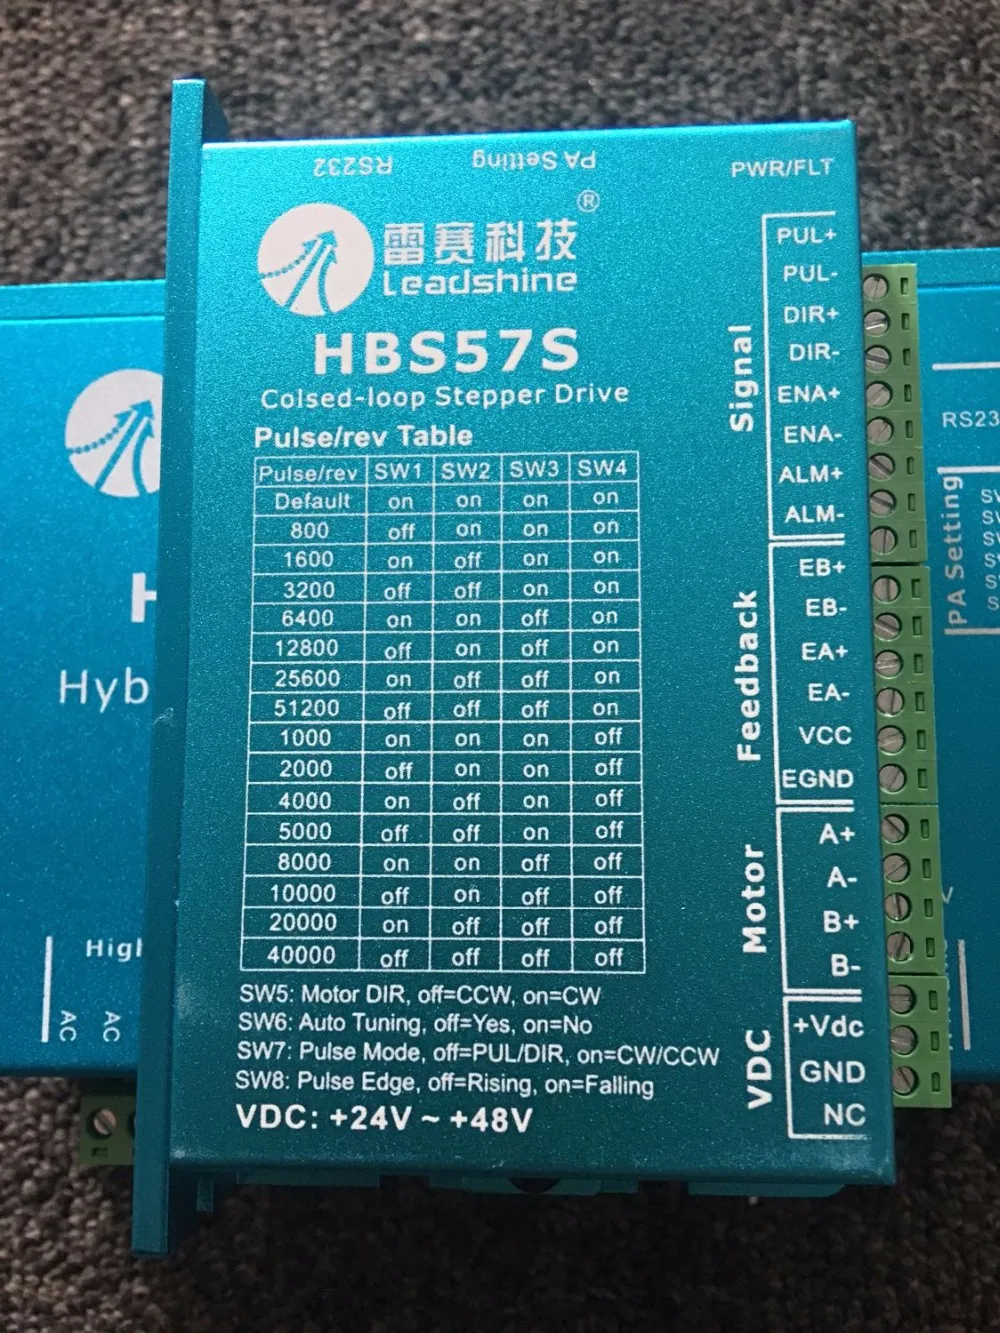 RS232
PA Setting
PWR/FLT
雷赛科技®
Leadshine
HBS57S
Colsed-loop Stepper Drive
Pulse/rev Table
Pulse/rev SW1 SW2 SW3 SW4
Default on on on on
800 off on on on
1600 on off on on
3200 off off on on
6400 on on off on
12800 off on off on
25600 on off off on
51200 off off off on
1000 on on on off
2000 off on on off
4000 on off on off
5000 off off on off
8000 on on off off
10000 off on off off
20000 on off off off
40000 off off off off
SW5: Motor DIR, off=CCW, on=CW
SW6: Auto Tuning, off=Yes, on=No
SW7: Pulse Mode, off=PUL/DIR, on=CW/CCW
SW8: Pulse Edge, off=Rising, on=Falling
VDC: +24V ~ +48V
Signal
PUL+
PUL-
DIR+
DIR-
ENA+
ENA-
ALM+
ALM-
Feedback
EB+
EB-
EA+
EA-
VCC
EGND
Motor
A+
A-
B+
B-
VDC
+Vdc
GND
NC
H
Hyb
High
AC
AC
RS23
PA Setting
SV
SV